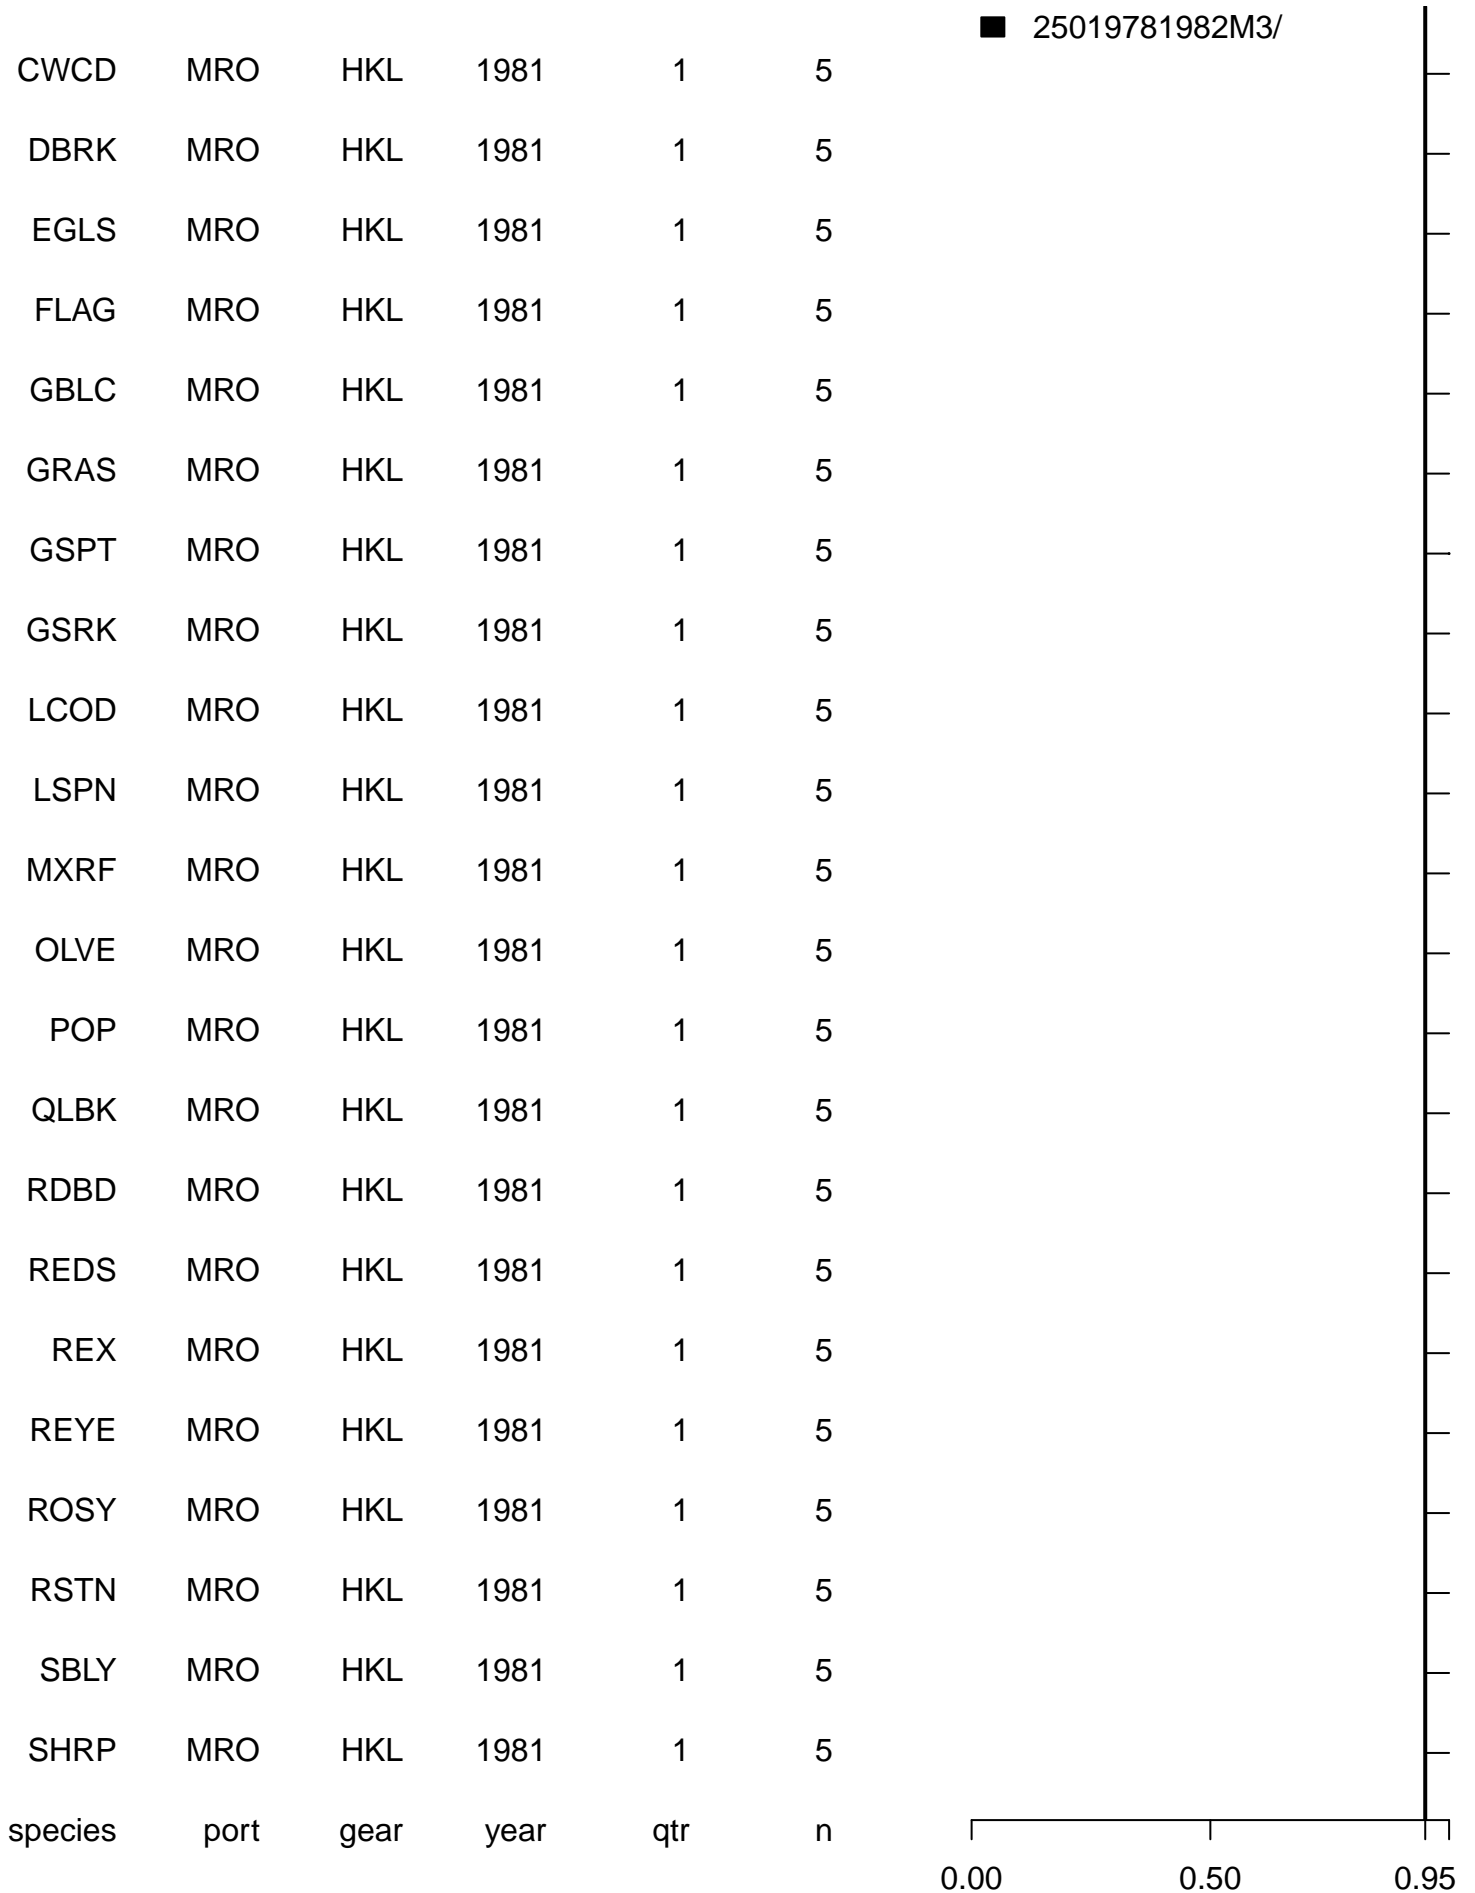 25019781982M3/
CWCD MRO HKL 1981 1 5
DBRK MRO HKL 1981 1 5
EGLS MRO HKL 1981 1 5
FLAG MRO HKL 1981 1 5
GBLC MRO HKL 1981 1 5
GRAS MRO HKL 1981 1 5
GSPT MRO HKL 1981 1 5
GSRK MRO HKL 1981 1 5
LCOD MRO HKL 1981 1 5
LSPN MRO HKL 1981 1 5
MXRF MRO HKL 1981 1 5
OLVE MRO HKL 1981 1 5
POP MRO HKL 1981 1 5
QLBK MRO HKL 1981 1 5
RDBD MRO HKL 1981 1 5
REDS MRO HKL 1981 1 5
REX MRO HKL 1981 1 5
REYE MRO HKL 1981 1 5
ROSY MRO HKL 1981 1 5
RSTN MRO HKL 1981 1 5
SBLY MRO HKL 1981 1 5
SHRP MRO HKL 1981 1 5
species port gear year qtr n
0.00 0.50 0.95